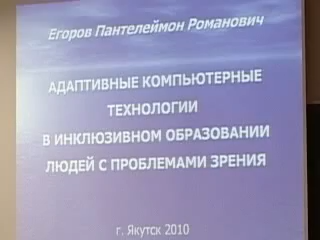 Егоров Пантелеймон Романович
АДАПТИВНЫЕ КОМПЬЮТЕРНЫЕ
ТЕХНОЛОГИИ
В ИНКЛЮЗИВНОМ ОБРАЗОВАНИИ
ЛЮДЕЙ С ПРОБЛЕМАМИ ЗРЕНИЯ
г. Якутск 2010